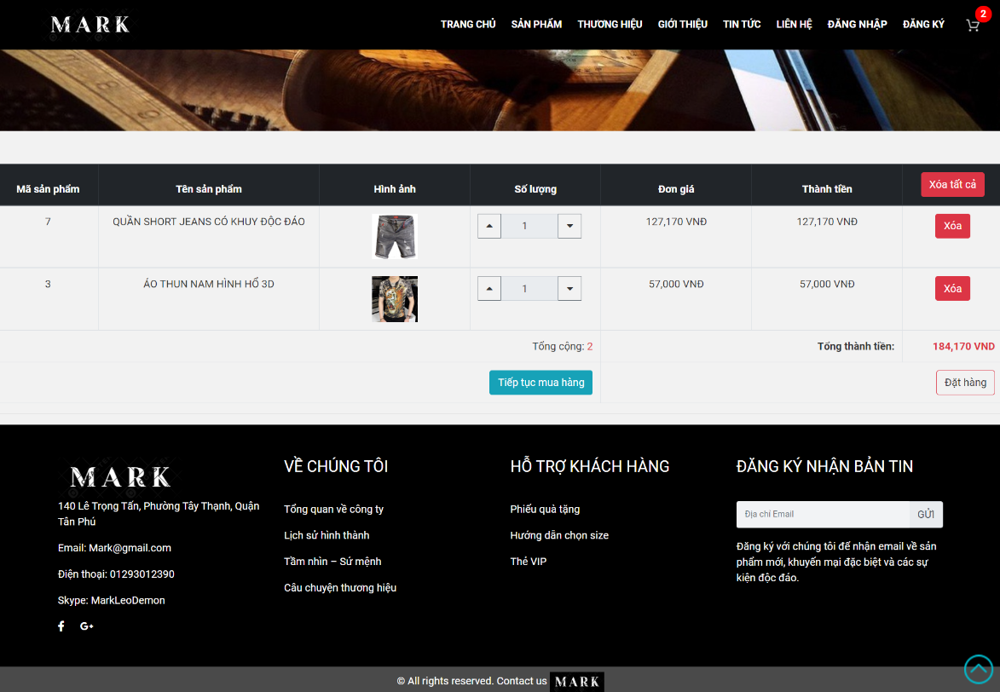 MARK
TRANG CHỦ SẢN PHẨM THƯƠNG HIỆU GIỚI THIỆU TIN TỨC LIÊN HỆ ĐĂNG NHẬP ĐĂNG KÝ 2
Mã sản phẩm Tên sản phẩm Hình ảnh Số lượng Đơn giá Thành tiền Xóa tất cả
7 QUẦN SHORT JEANS CÓ KHUY ĐỘC ĐÁO 1 127,170 VNĐ 127,170 VNĐ Xóa
3 ÁO THUN NAM HÌNH HỔ 3D 1 57,000 VNĐ 57,000 VNĐ Xóa
Tổng cộng: 2 Tổng thành tiền: 184,170 VND
Tiếp tục mua hàng Đặt hàng
MARK
140 Lê Trọng Tấn, Phường Tây Thạnh, Quận
Tân Phú
Email: Mark@gmail.com
Điện thoại: 01293012390
Skype: MarkLeoDemon
VỀ CHÚNG TÔI
Tổng quan về công ty
Lịch sử hình thành
Tầm nhìn – Sứ mệnh
Câu chuyện thương hiệu
HỖ TRỢ KHÁCH HÀNG
Phiếu quà tặng
Hướng dẫn chọn size
Thẻ VIP
ĐĂNG KÝ NHẬN BẢN TIN
Địa chỉ Email GỬI
Đăng ký với chúng tôi để nhận email về sản
phẩm mới, khuyến mại đặc biệt và các sự
kiện độc đáo.
© All rights reserved. Contact us MARK